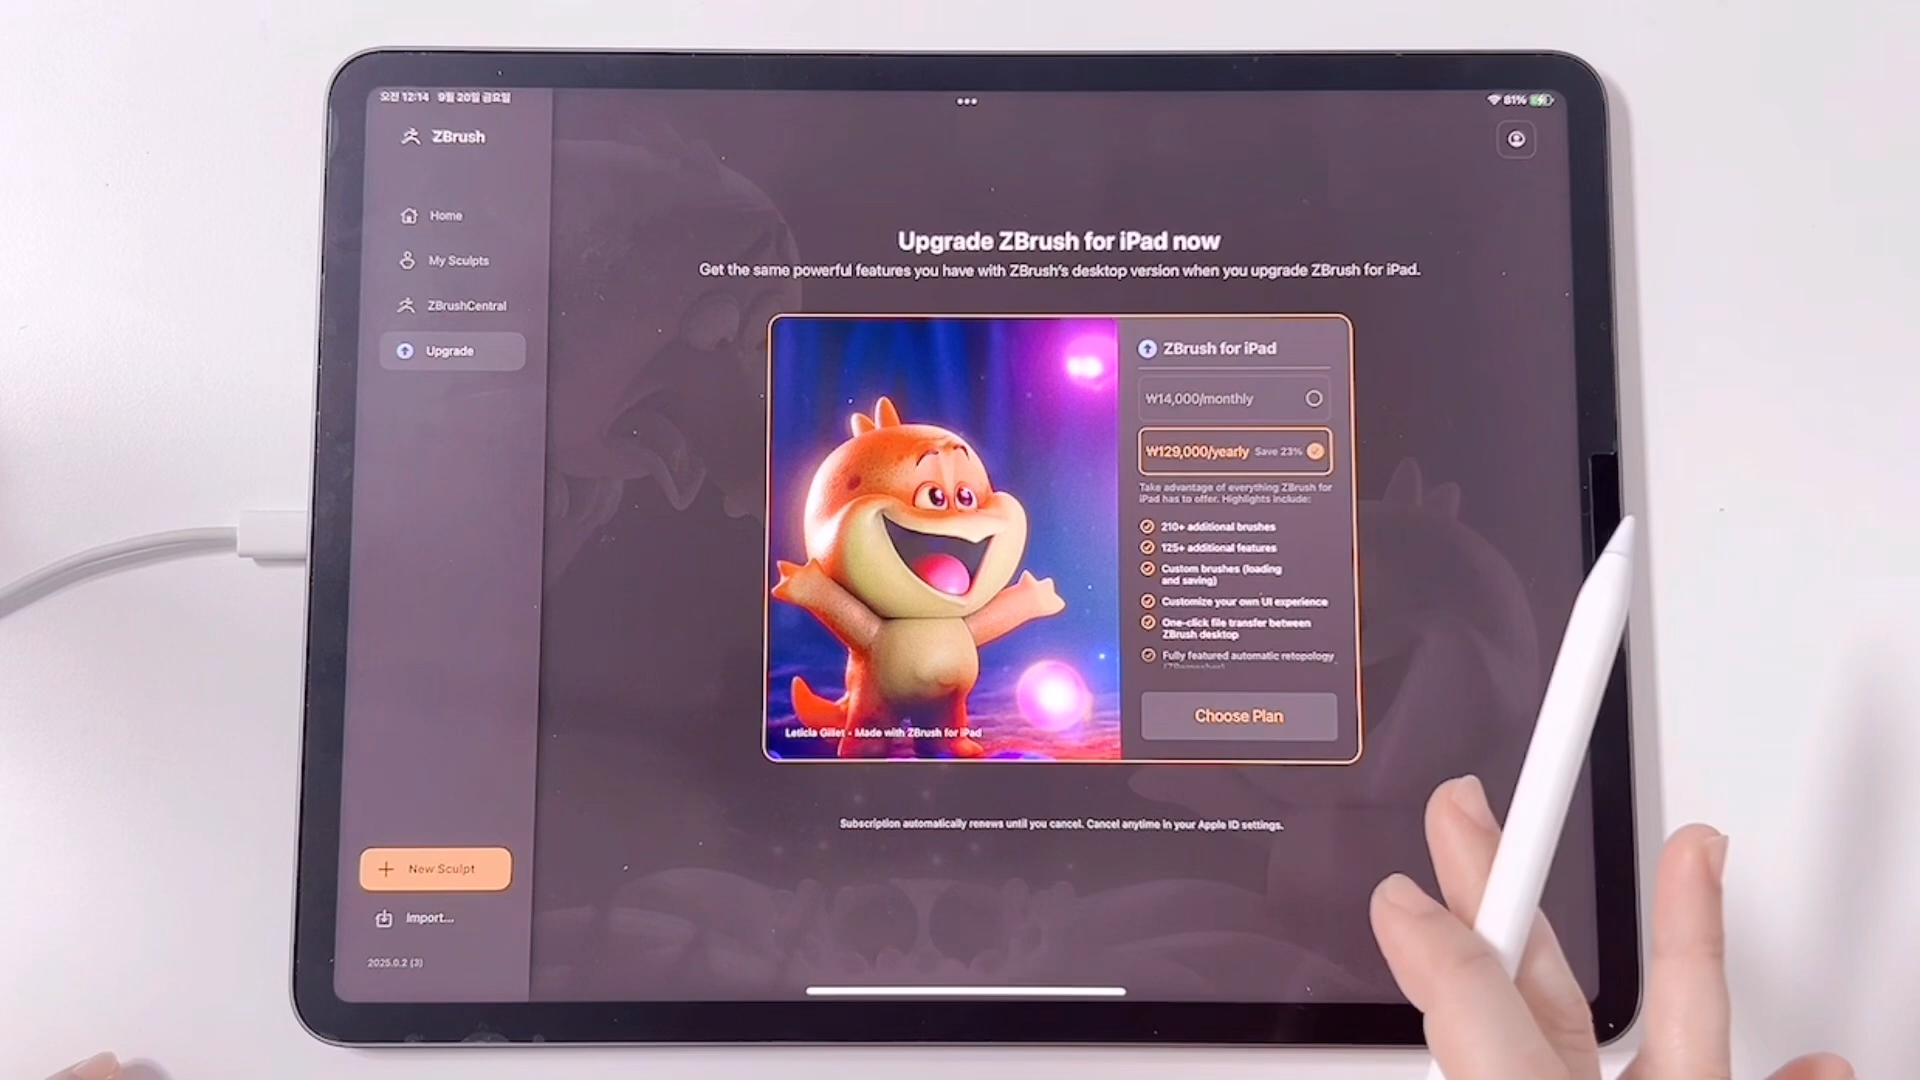 오전 12:14 9월 20일 금요일
81%
ZBrush
Home
My Sculpts
ZBrushCentral
Upgrade
Upgrade ZBrush for iPad now
Get the same powerful features you have with ZBrush's desktop version when you upgrade ZBrush for iPad.
ZBrush for iPad
₩14,000/monthly
₩129,000/yearly Save 23%
Take advantage of everything ZBrush for
iPad has to offer. Highlights include:
210+ additional brushes
125+ additional features
Custom brushes (loading
and saving)
Customize your own UI experience
One-click file transfer between
ZBrush desktop
Fully featured automatic retopology
(ZRemesher)
Choose Plan
Leticia Gillet - Made with ZBrush for iPad
Subscription automatically renews until you cancel. Cancel anytime in your Apple ID settings.
New Sculpt
Import...
2025.0.2 (3)